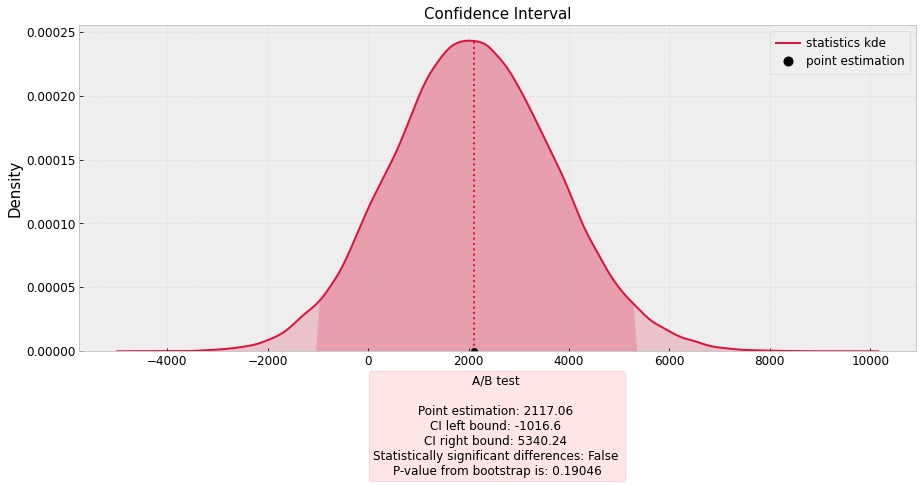 Confidence Interval
statistics kde
point estimation
Density
0.00025
0.00020
0.00015
0.00010
0.00005
0.00000
−4000
−2000
0
2000
4000
6000
8000
10000
A/B test
Point estimation: 2117.06
CI left bound: -1016.6
CI right bound: 5340.24
Statistically significant differences: False
P-value from bootstrap is: 0.19046